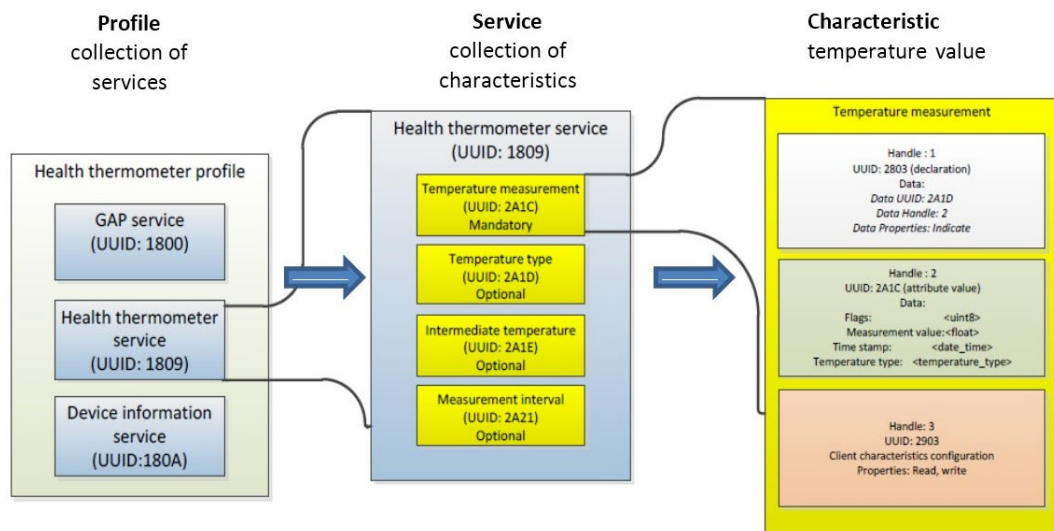 Profile
collection of
services
Service
collection of
characteristics
Characteristic
temperature value
Health thermometer profile
GAP service
(UUID: 1800)
Health thermometer
service
(UUID: 1809)
Device information
service
(UUID:180A)
Health thermometer service
(UUID: 1809)
Temperature measurement
(UUID: 2A1C)
Mandatory
Temperature type
(UUID: 2A1D)
Optional
Intermediate temperature
(UUID: 2A1E)
Optional
Measurement interval
(UUID: 2A21)
Optional
Temperature measurement
Handle : 1
UUID: 2803 (declaration)
Data:
Data UUID: 2A1D
Data Handle: 2
Data Properties: Indicate
Handle : 2
UUID: 2A1C (attribute value)
Data:
Flags: <uint8>
Measurement value:<float>
Time stamp: <date_time>
Temperature type: <temperature_type>
Handle: 3
UUID: 2903
Client characteristics configuration
Properties: Read, write